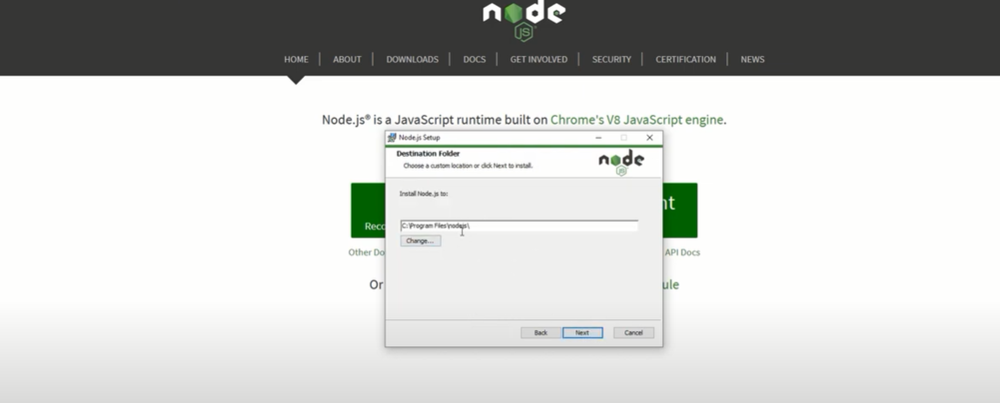 node
JS
HOME ABOUT DOWNLOADS DOCS GET INVOLVED SECURITY CERTIFICATION NEWS
Node.js® is a JavaScript runtime built on Chrome's V8 JavaScript engine.
Node.js Setup
Destination Folder
Choose a custom location or click Next to install.
node
JS
Install Node.js to:
nt
Reco
C:\Program Files\nodejs\
Change...
Other Do
API Docs
Or
ule
Back Next Cancel